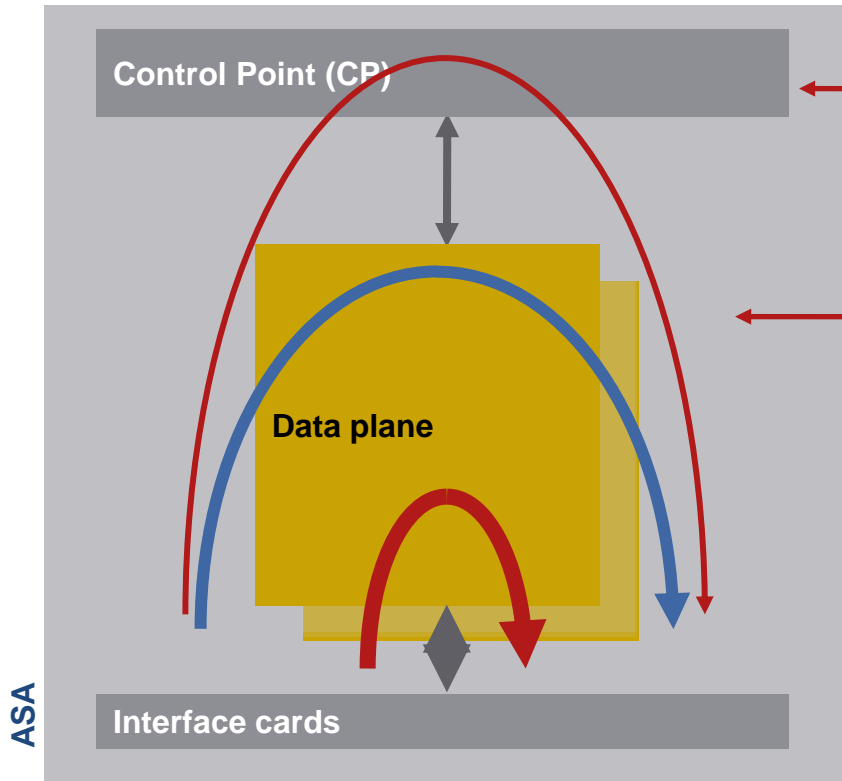 Control Point (CP)
Data plane
Interface cards
ASA